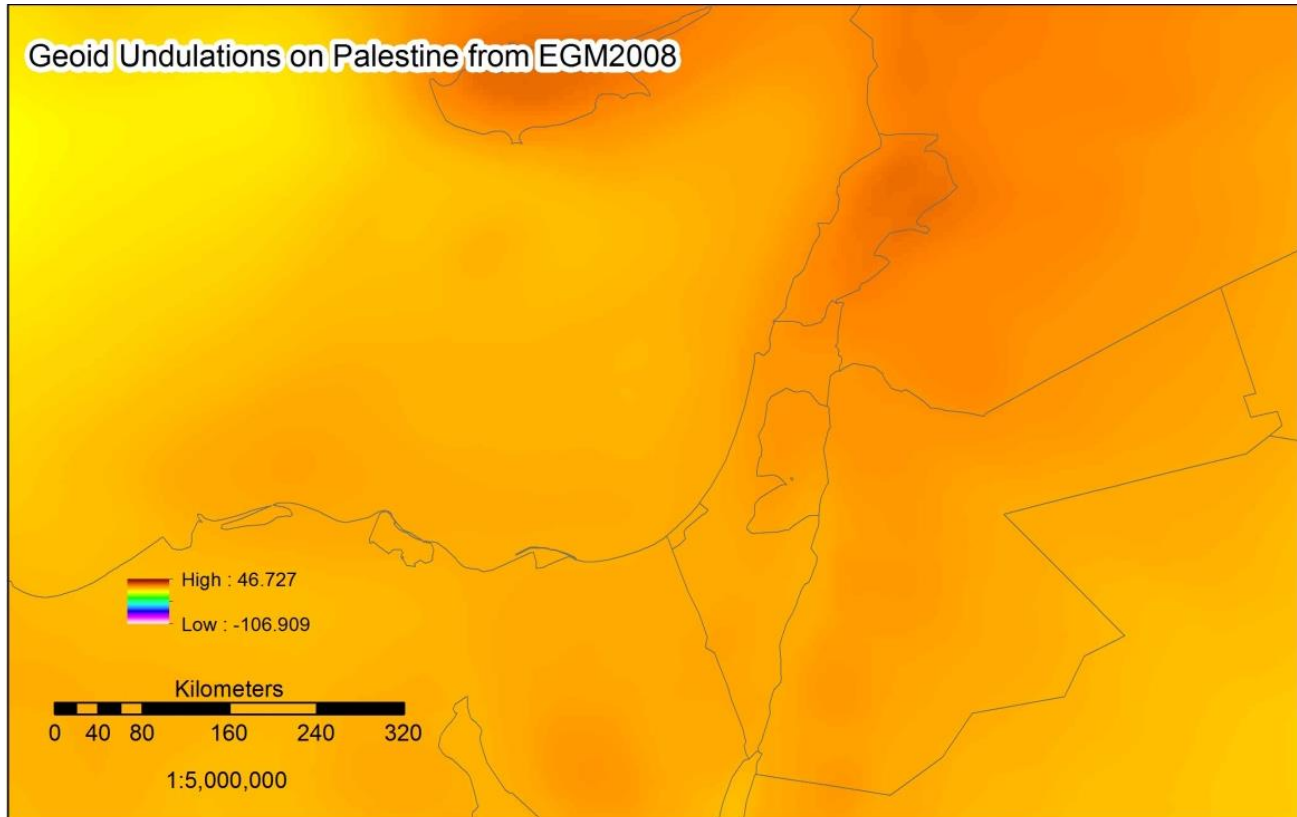 Geoid Undulations on Palestine from EGM2008
High : 46.727
Low : -106.909
Kilometers
0 40 80 160 240 320
1:5,000,000